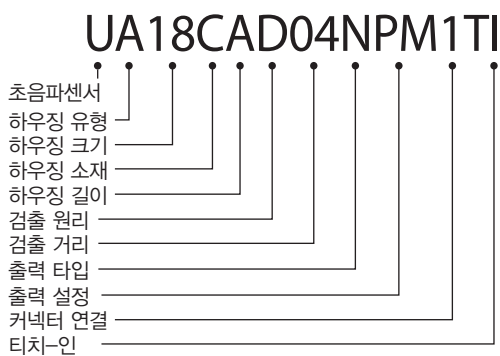 UA18CAD04NPM1TI
초음파센서
하우징 유형
하우징 크기
하우징 소재
하우징 길이
검출 원리
검출 거리
출력 타입
출력 설정
커넥터 연결
티치-인